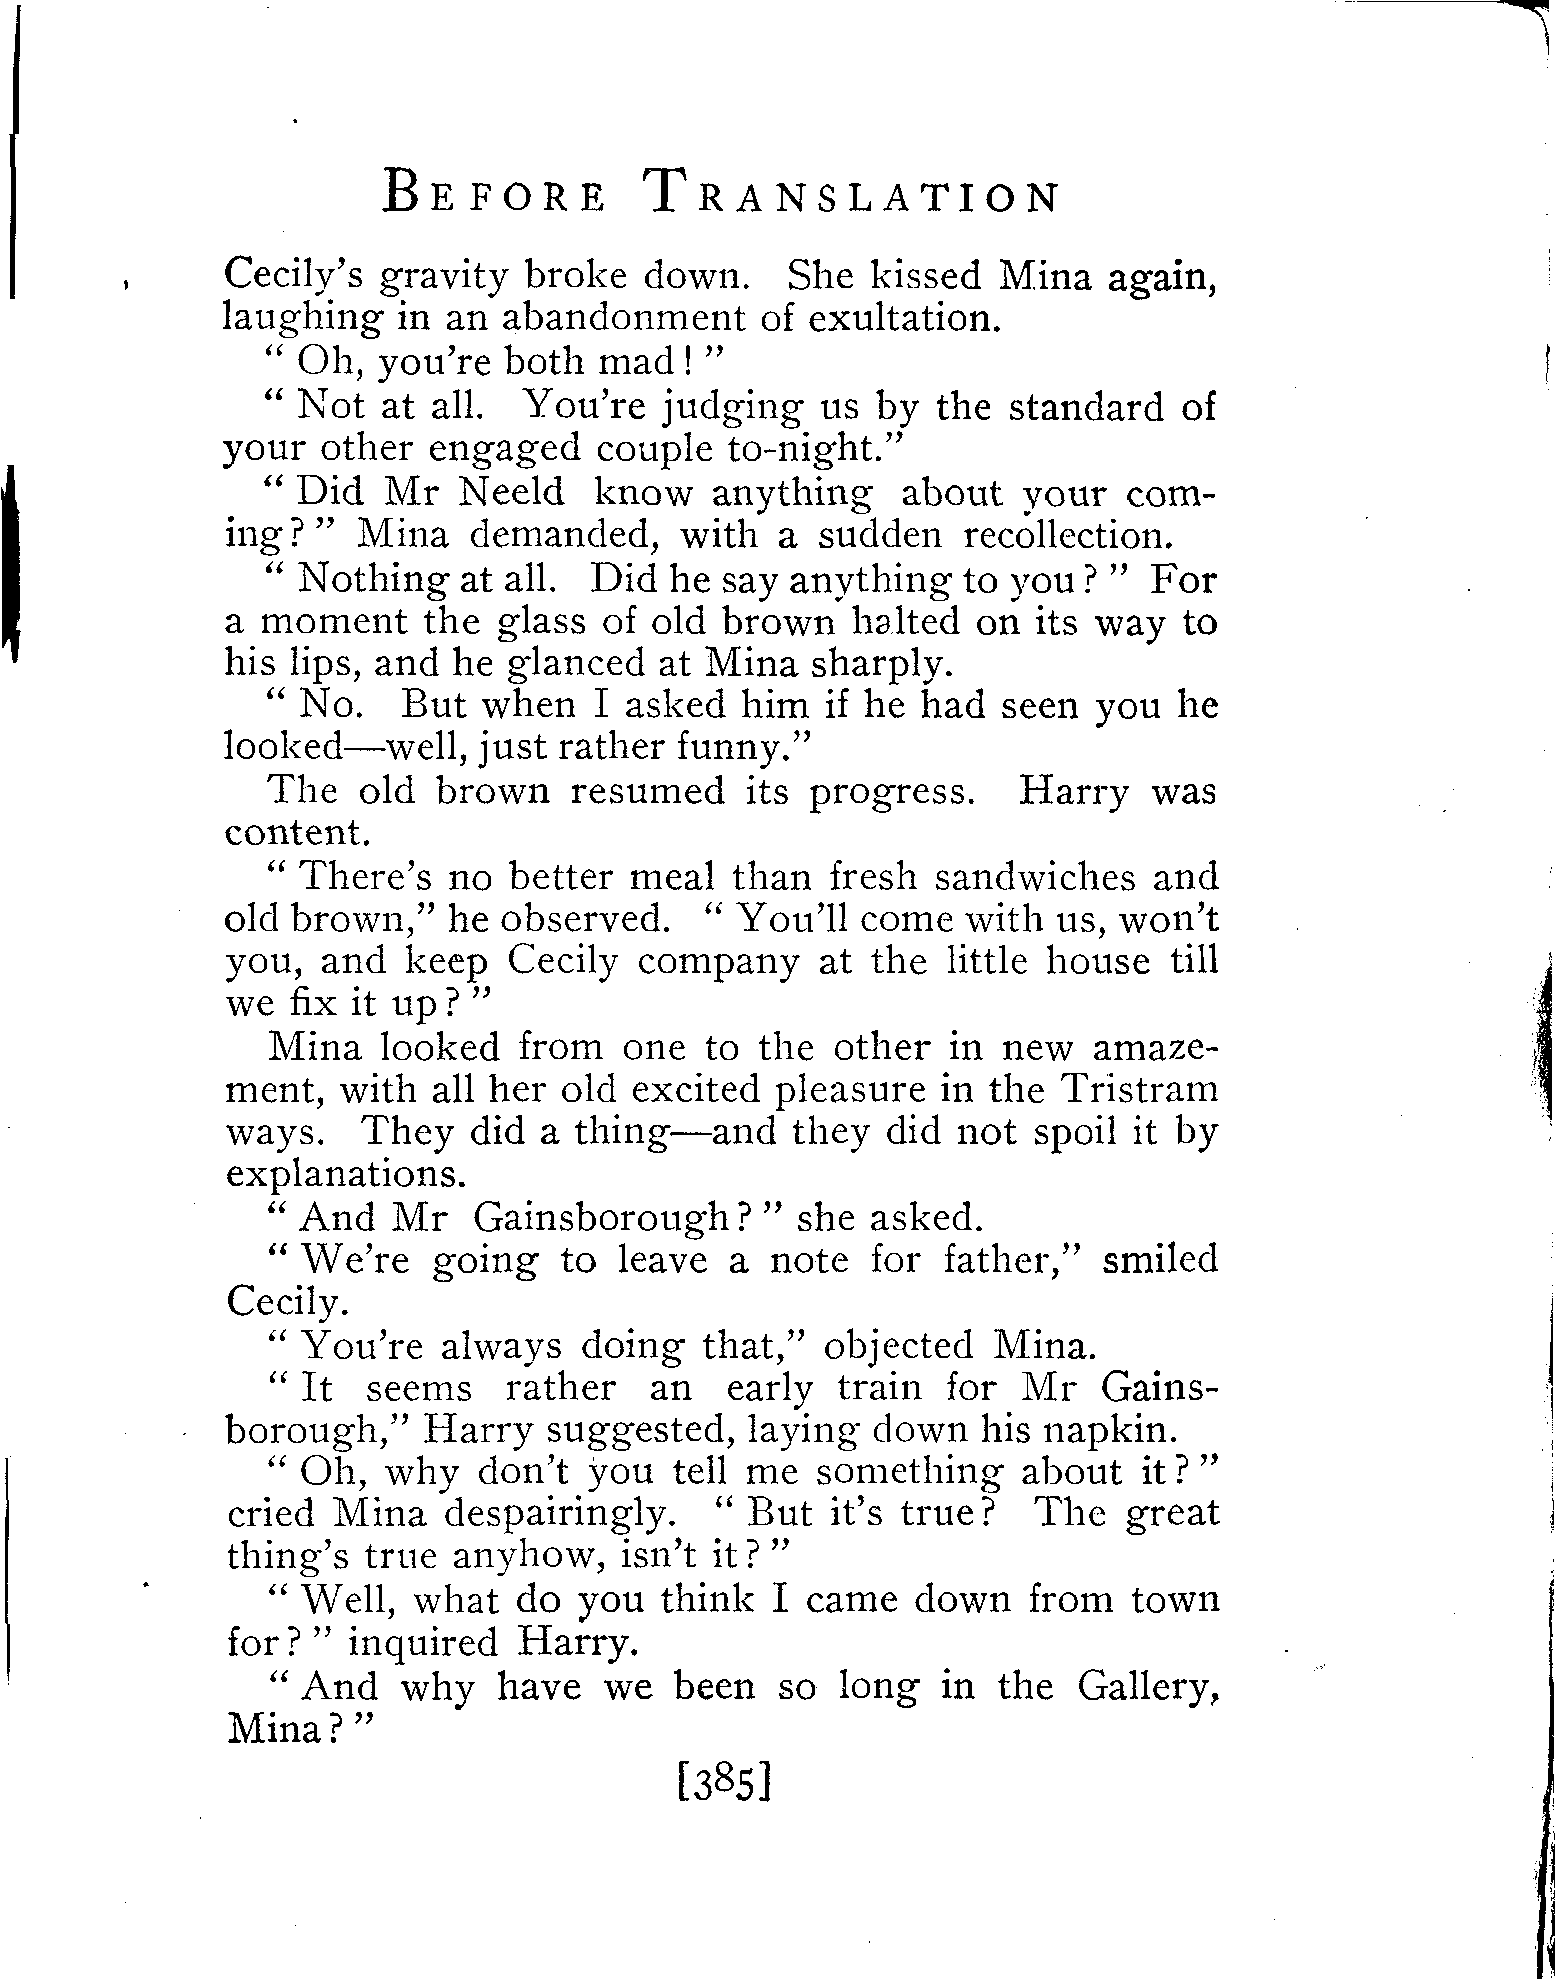 BEFORE TRANSLATION
Cecily's gravity broke down. She kissed Mina again,
laughing in an abandonment of exultation.
" Oh, you're both mad! "
" Not at all. You're judging us by the standard of
your other engaged couple to-night."
" Did Mr Neeld know anything about your com-
ing? " Mina demanded, with a sudden recollection.
" Nothing at all. Did he say anything to you? " For
a moment the glass of old brown halted on its way to
his lips, and he glanced at Mina sharply.
" No. But when I asked him if he had seen you he
looked—well, just rather funny."
The old brown resumed its progress. Harry was
content.
" There's no better meal than fresh sandwiches and
old brown," he observed. " You'll come with us, won't
you, and keep Cecily company at the little house till
we fix it up? "
Mina looked from one to the other in new amaze-
ment, with all her old excited pleasure in the Tristram
ways. They did a thing—and they did not spoil it by
explanations.
" And Mr Gainsborough? " she asked.
" We're going to leave a note for father," smiled
Cecily.
" You're always doing that," objected Mina.
" It seems rather an early train for Mr Gains-
borough," Harry suggested, laying down his napkin.
" Oh, why don't you tell me something about it? "
cried Mina despairingly. " But it's true? The great
thing's true anyhow, isn't it? "
" Well, what do you think I came down from town
for? " inquired Harry.
" And why have we been so long in the Gallery,
Mina? "
[385]